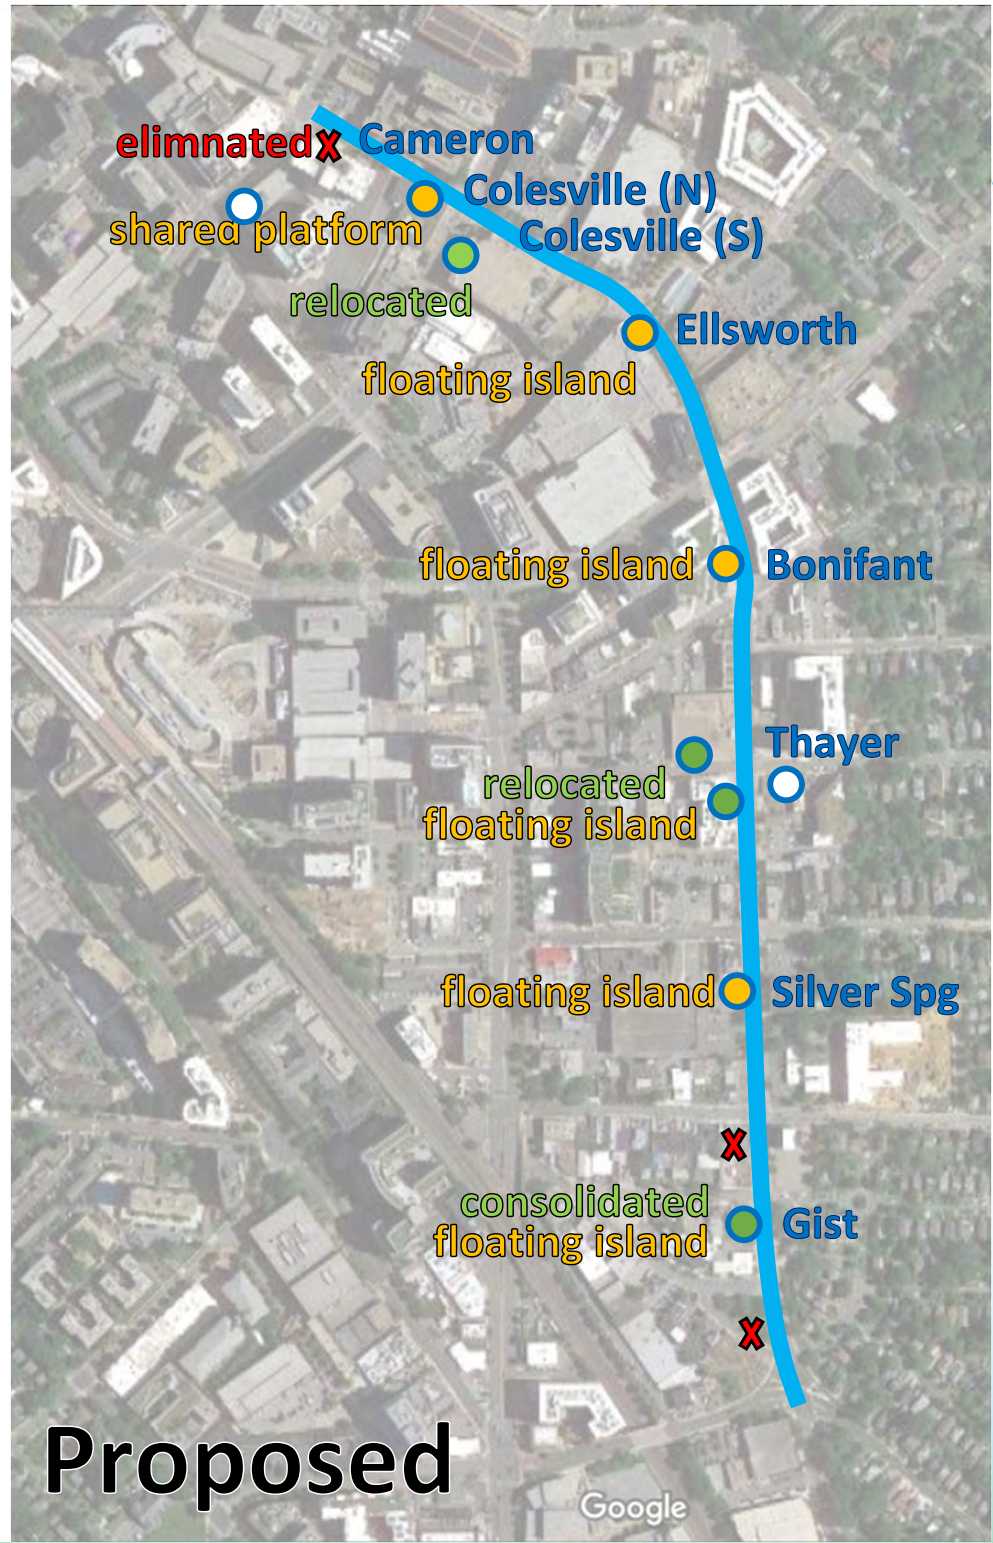 elimnated
X
Cameron
Colesville (N)
shared platform
Colesville (S)
relocated
Ellsworth
floating island
floating island
Bonifant
Thayer
relocated
floating island
floating island
Silver Spg
X
consolidated
floating island
Gist
X
Proposed
Google